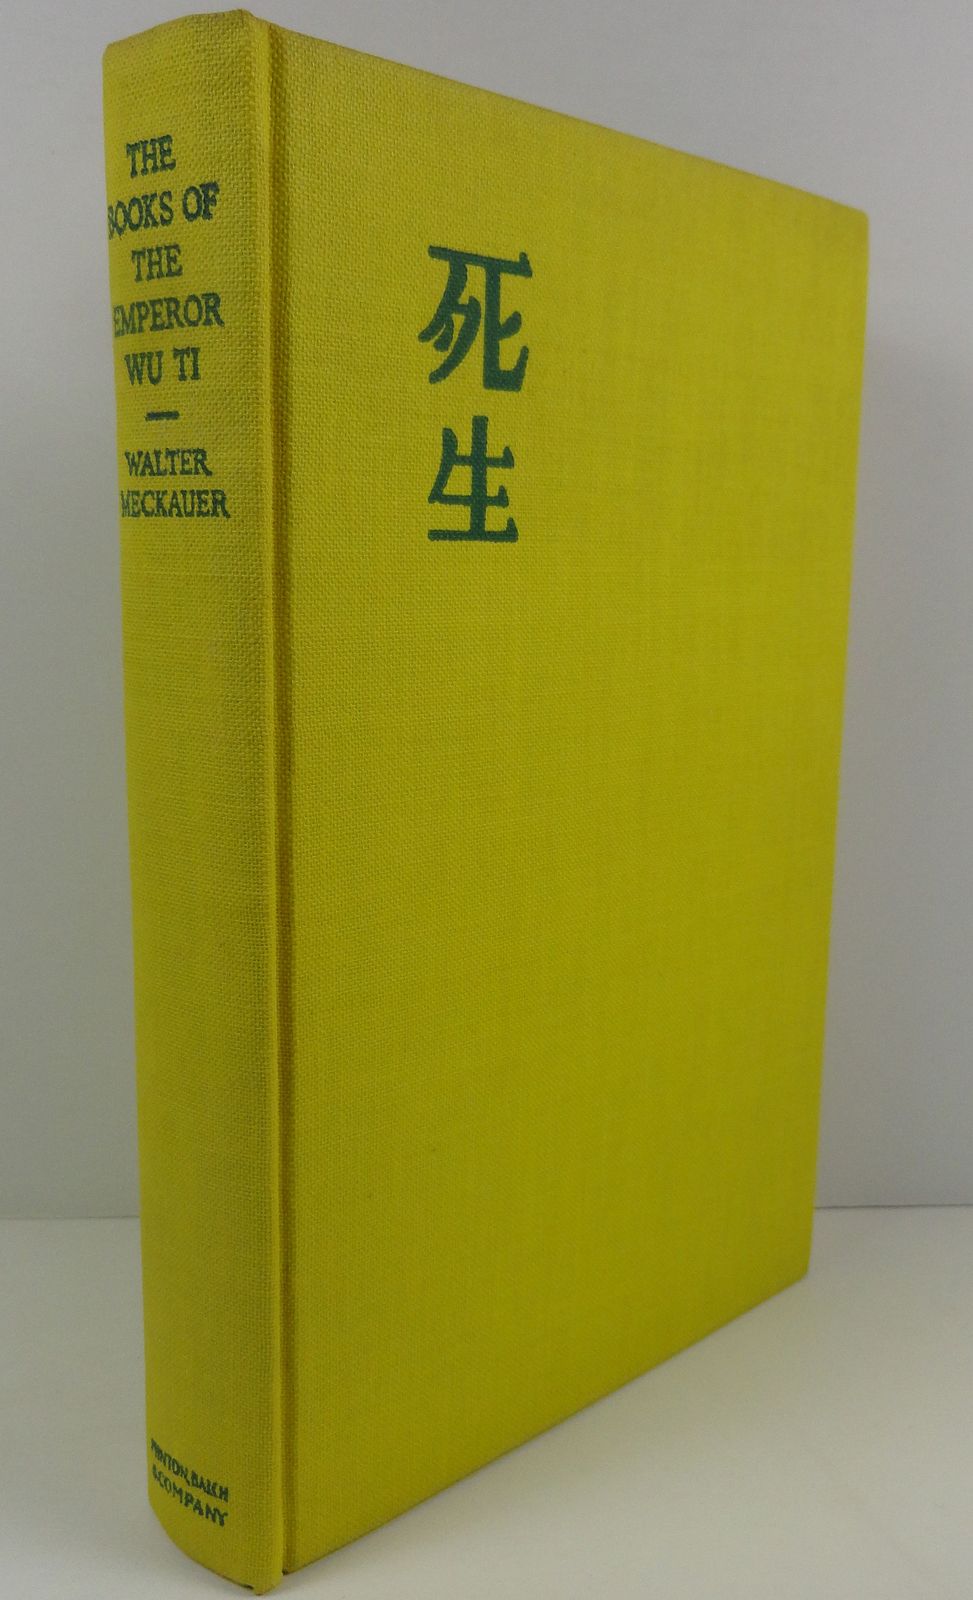 THE
BOOKS OF
THE
EMPEROR
WU TI
WALTER
MECKAUER
MINTON, BALCH
& COMPANY
死
生